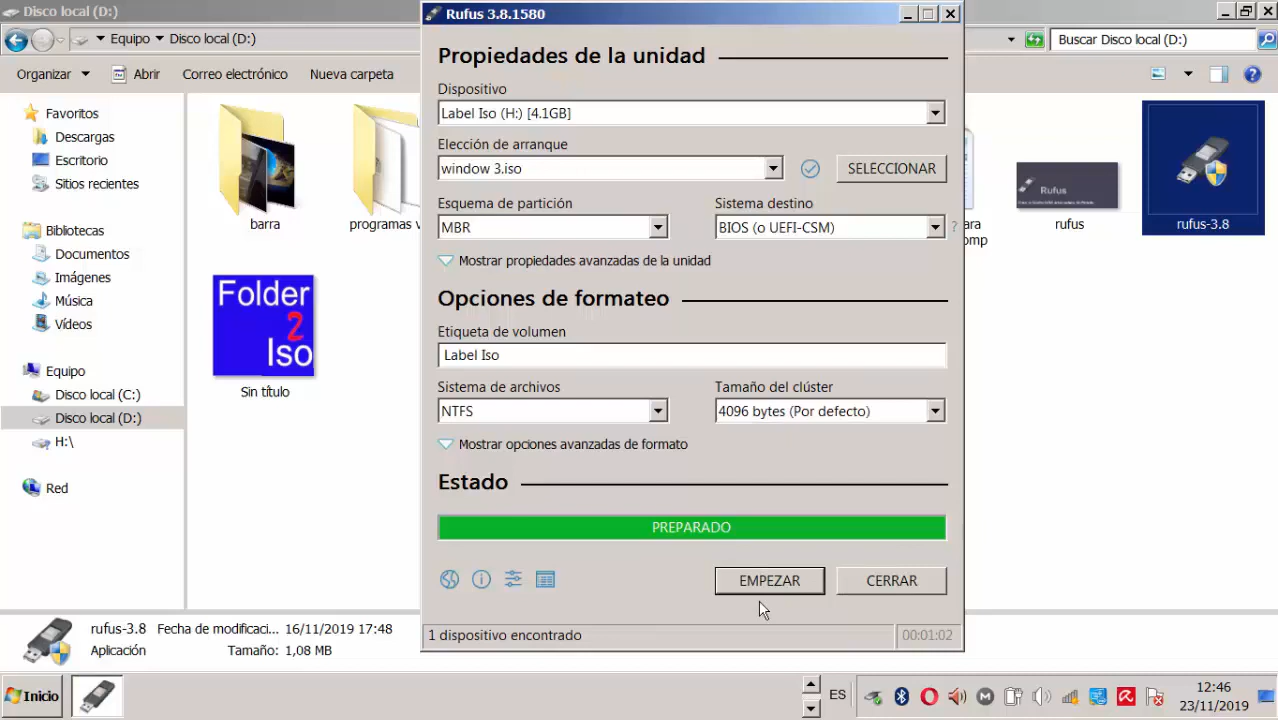 Disco local (D:)
Equipo Disco local (D:)
Buscar Disco local (D:)
Organizar Abrir Correo electrónico Nueva carpeta
Favoritos
Descargas
Escritorio
Sitios recientes
Bibliotecas
Documentos
Imágenes
Música
Vídeos
Equipo
Disco local (C:)
Disco local (D:)
H:\
Red
barra
programas v
Folder
2
Iso
Sin título
Rufus 3.8.1580
Propiedades de la unidad
Dispositivo
Label Iso (H:) [4.1GB]
Elección de arranque
window 3.iso
SELECCIONAR
Esquema de partición Sistema destino
MBR BIOS (o UEFI-CSM) ?
Mostrar propiedades avanzadas de la unidad
Opciones de formateo
Etiqueta de volumen
Label Iso
Sistema de archivos Tamaño del clúster
NTFS 4096 bytes (Por defecto)
Mostrar opciones avanzadas de formato
Estado
PREPARADO
EMPEZAR CERRAR
1 dispositivo encontrado 00:01:02
ara
omp
Rufus
rufus
rufus-3.8
rufus-3.8 Fecha de modificaci... 16/11/2019 17:48
Aplicación Tamaño: 1,08 MB
Inicio
ES
12:46
23/11/2019